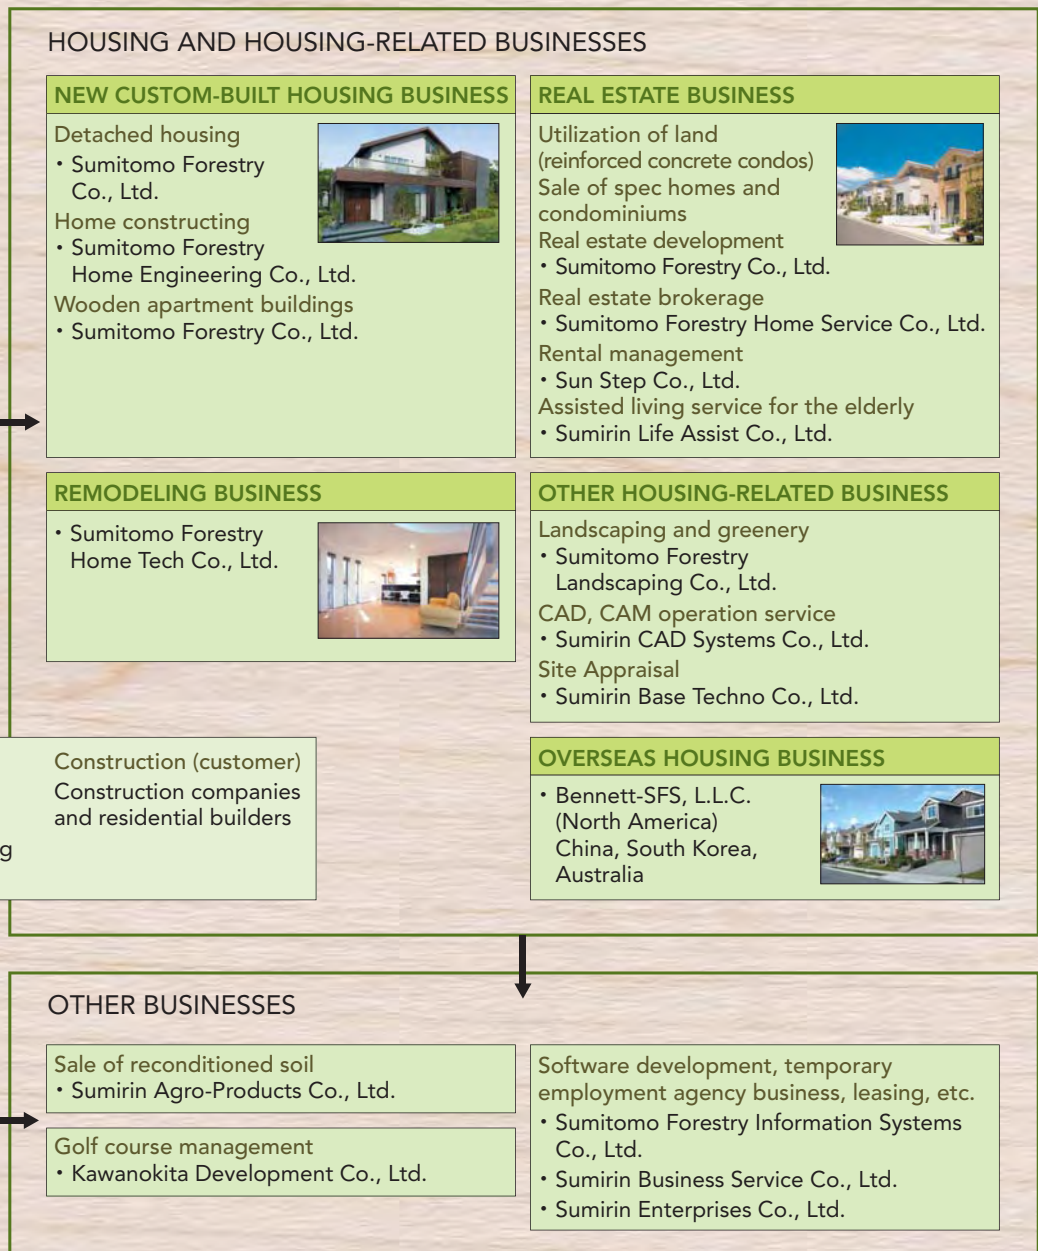 HOUSING AND HOUSING-RELATED BUSINESSES
NEW CUSTOM-BUILT HOUSING BUSINESS
Detached housing
・Sumitomo Forestry
Co., Ltd.
Home constructing
・Sumitomo Forestry
Home Engineering Co., Ltd.
Wooden apartment buildings
・Sumitomo Forestry Co., Ltd.
REAL ESTATE BUSINESS
Utilization of land
(reinforced concrete condos)
Sale of spec homes and
condominiums
Real estate development
・Sumitomo Forestry Co., Ltd.
Real estate brokerage
・Sumitomo Forestry Home Service Co., Ltd.
Rental management
・Sun Step Co., Ltd.
Assisted living service for the elderly
・Sumirin Life Assist Co., Ltd.
REMODELING BUSINESS
・Sumitomo Forestry
Home Tech Co., Ltd.
OTHER HOUSING-RELATED BUSINESS
Landscaping and greenery
・Sumitomo Forestry
Landscaping Co., Ltd.
CAD, CAM operation service
・Sumirin CAD Systems Co., Ltd.
Site Appraisal
・Sumirin Base Techno Co., Ltd.
Construction (customer)
Construction companies
and residential builders
g
OVERSEAS HOUSING BUSINESS
・Bennett-SFS, L.L.C.
(North America)
China, South Korea,
Australia
OTHER BUSINESSES
Sale of reconditioned soil
・Sumirin Agro-Products Co., Ltd.
Golf course management
・Kawanokita Development Co., Ltd.
Software development, temporary
employment agency business, leasing, etc.
・Sumitomo Forestry Information Systems
Co., Ltd.
・Sumirin Business Service Co., Ltd.
・Sumirin Enterprises Co., Ltd.